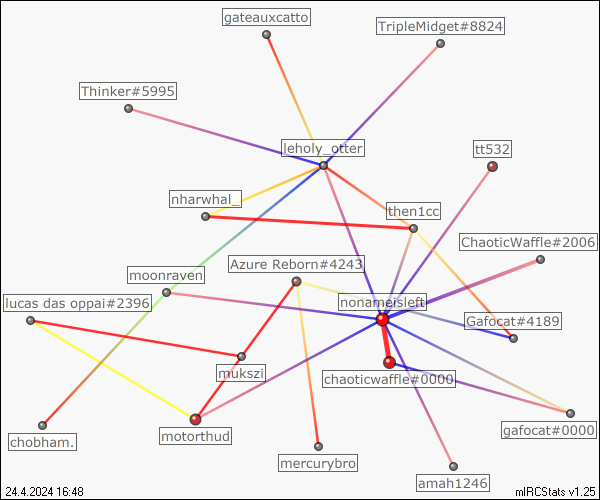 gateauxcatto
TripleMidget#8824
Thinker#5995
leholy_otter
tt532
nharwhal_
then1cc
ChaoticWaffle#2006
Azure Reborn#4243
moonraven
nonameisleft
lucas das oppai#2396
Gafocat#4189
mukszi
chaoticwaffle#0000
chobham.
motorthud
gafocat#0000
mercurybro
amah1246
24.4.2024 16:48
mIRCStats v1.25